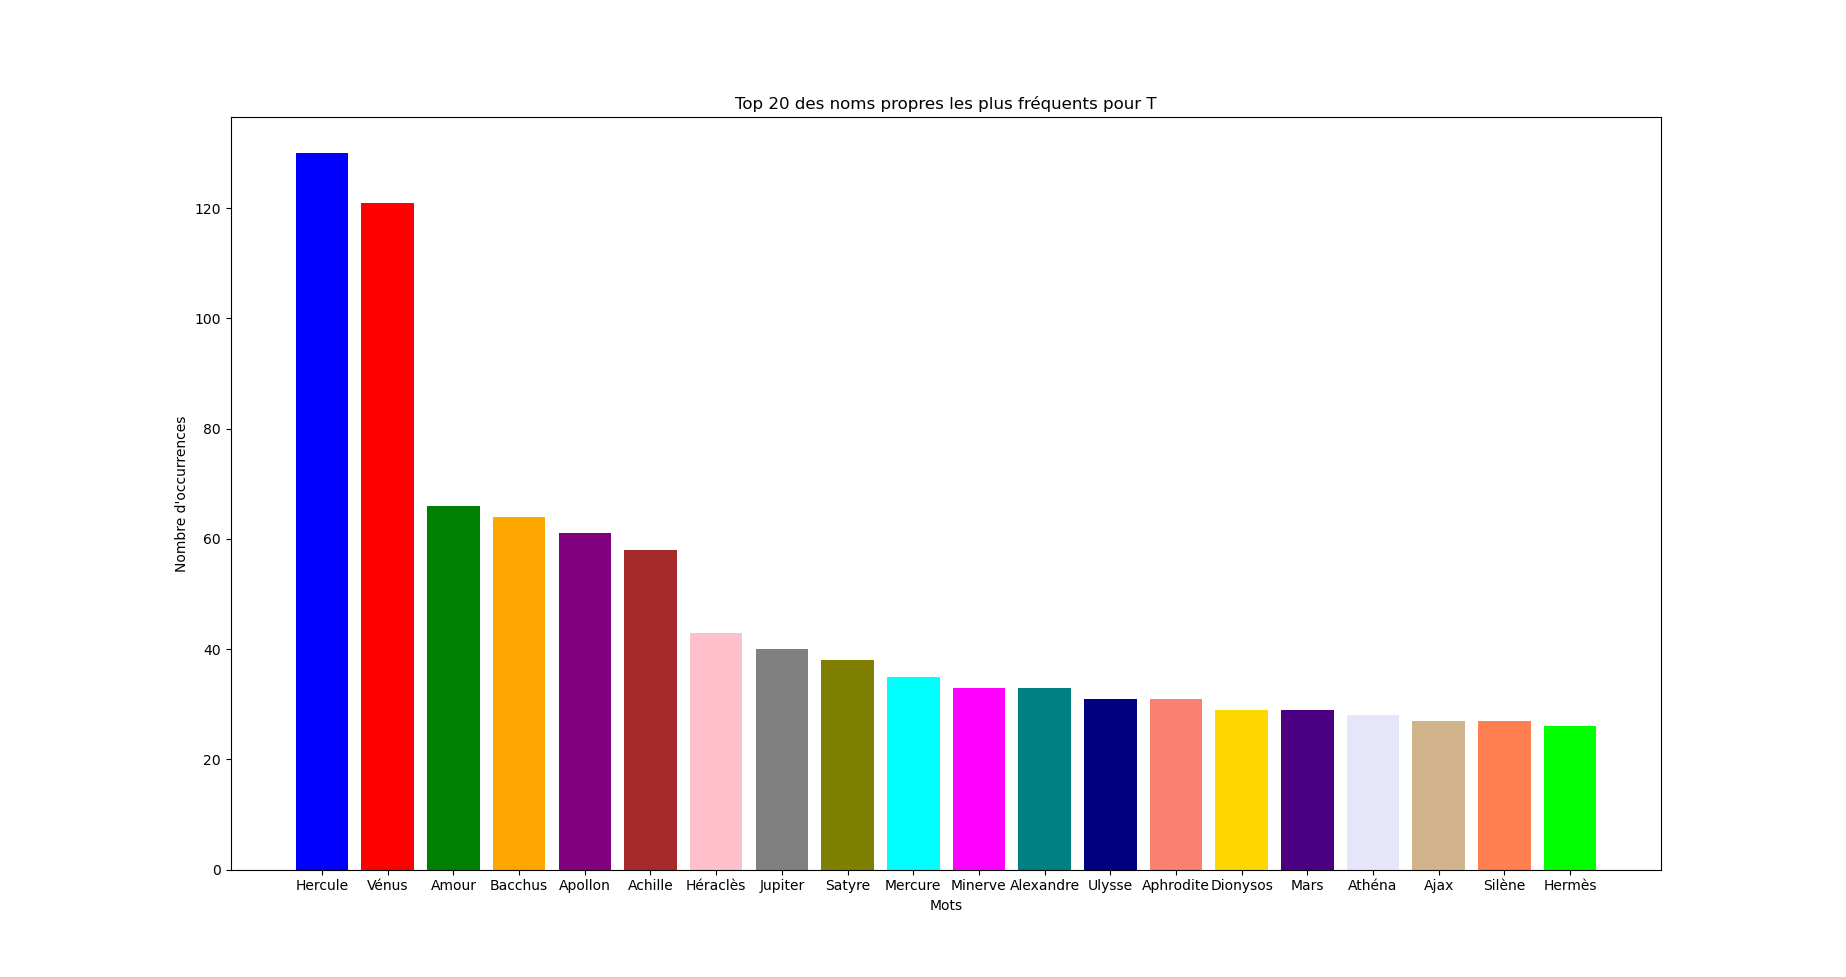 Top 20 des noms propres les plus fréquents pour T
Nombre d'occurrences
120
100
80
60
40
20
0
Hercule Vénus Amour Bacchus Apollon Achille Héraclès Jupiter Satyre Mercure Minerve Alexandre Ulysse Aphrodite Dionysos Mars Athéna Ajax Silène Hermès
Mots